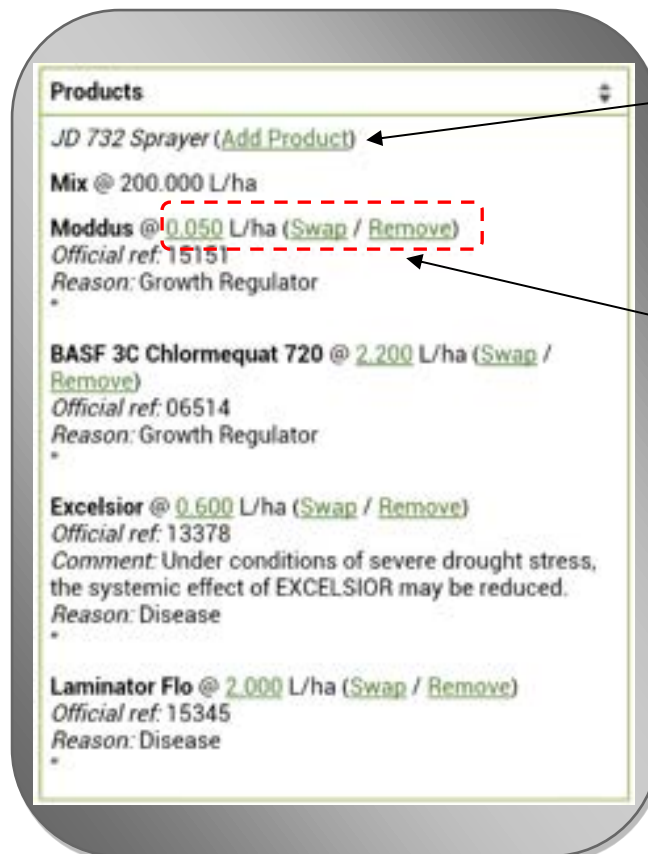 Products
JD 732 Sprayer (Add Product)
Mix @ 200.000 L/ha
Moddus @ 0.050 L/ha (Swap / Remove)
Official ref: 15151
Reason: Growth Regulator
BASF 3C Chlormequat 720 @ 2.200 L/ha (Swap /
Remove)
Official ref: 06514
Reason: Growth Regulator
Excelsior @ 0.600 L/ha (Swap / Remove)
Official ref: 13378
Comment: Under conditions of severe drought stress,
the systemic effect of EXCELSIOR may be reduced.
Reason: Disease
Laminator Flo @ 2.000 L/ha (Swap / Remove)
Official ref: 15345
Reason: Disease